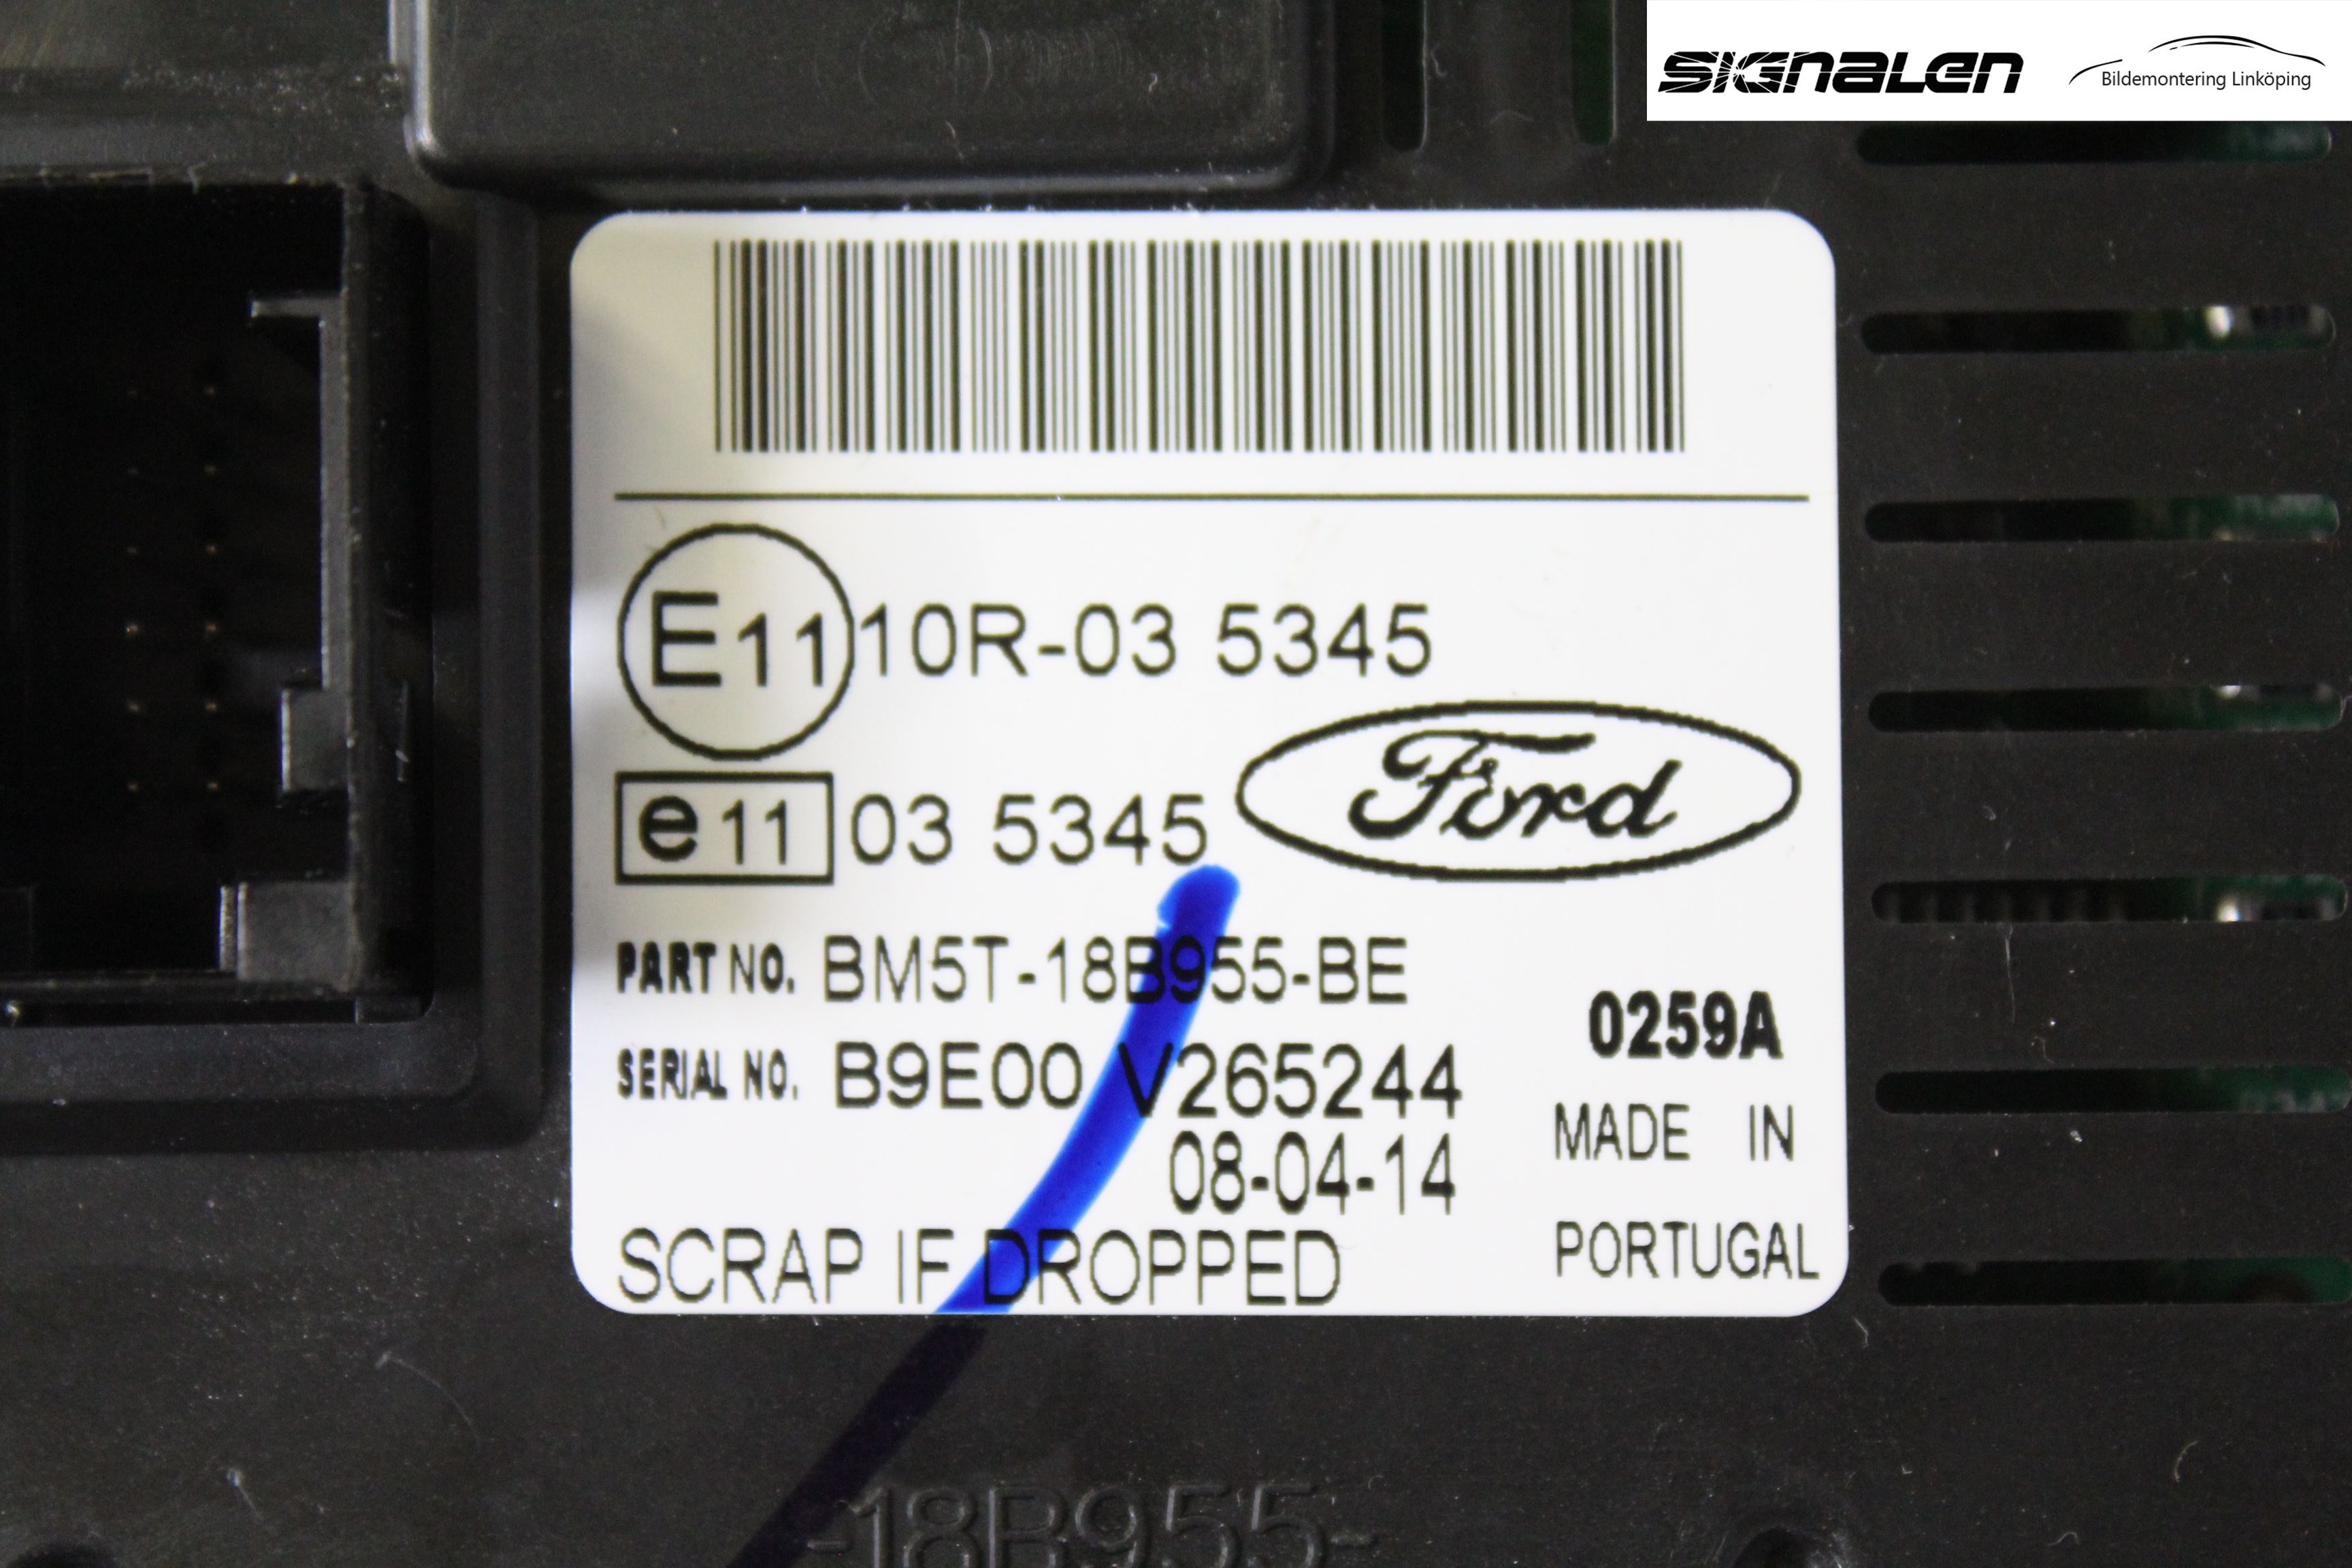 SIGNALEN
Bildemontering Linköping
E11 10R-03 5345
e11 03 5345
Ford
PART NO. BM5T-18B955-BE
SERIAL NO. B9E00 V265244
08-04-14
0259A
MADE IN
PORTUGAL
SCRAP IF DROPPED
-18B955-